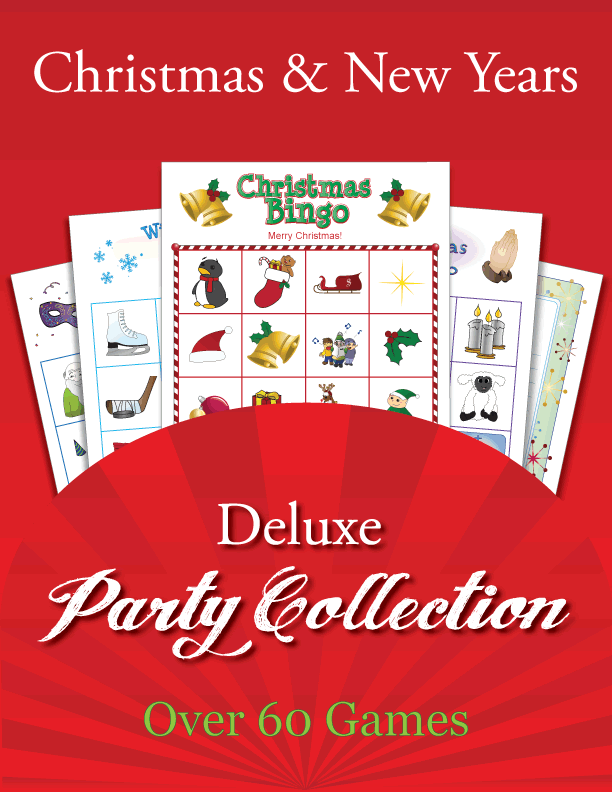 Christmas & New Years
Christmas
Bingo
Merry Christmas!
Deluxe
Party Collection
Over 60 Games